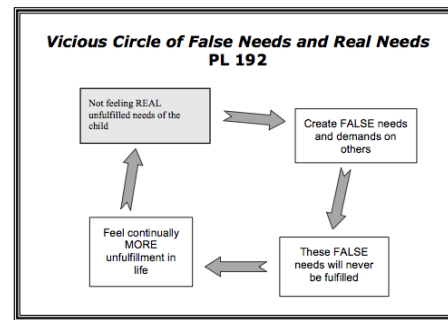 Vicious Circle of False Needs and Real Needs
PL 192
Not feeling REAL
unfulfilled needs of the
child
Create FALSE needs
and demands on
others
These FALSE
needs will never
be fulfilled
Feel continually
MORE
unfulfillment in
life